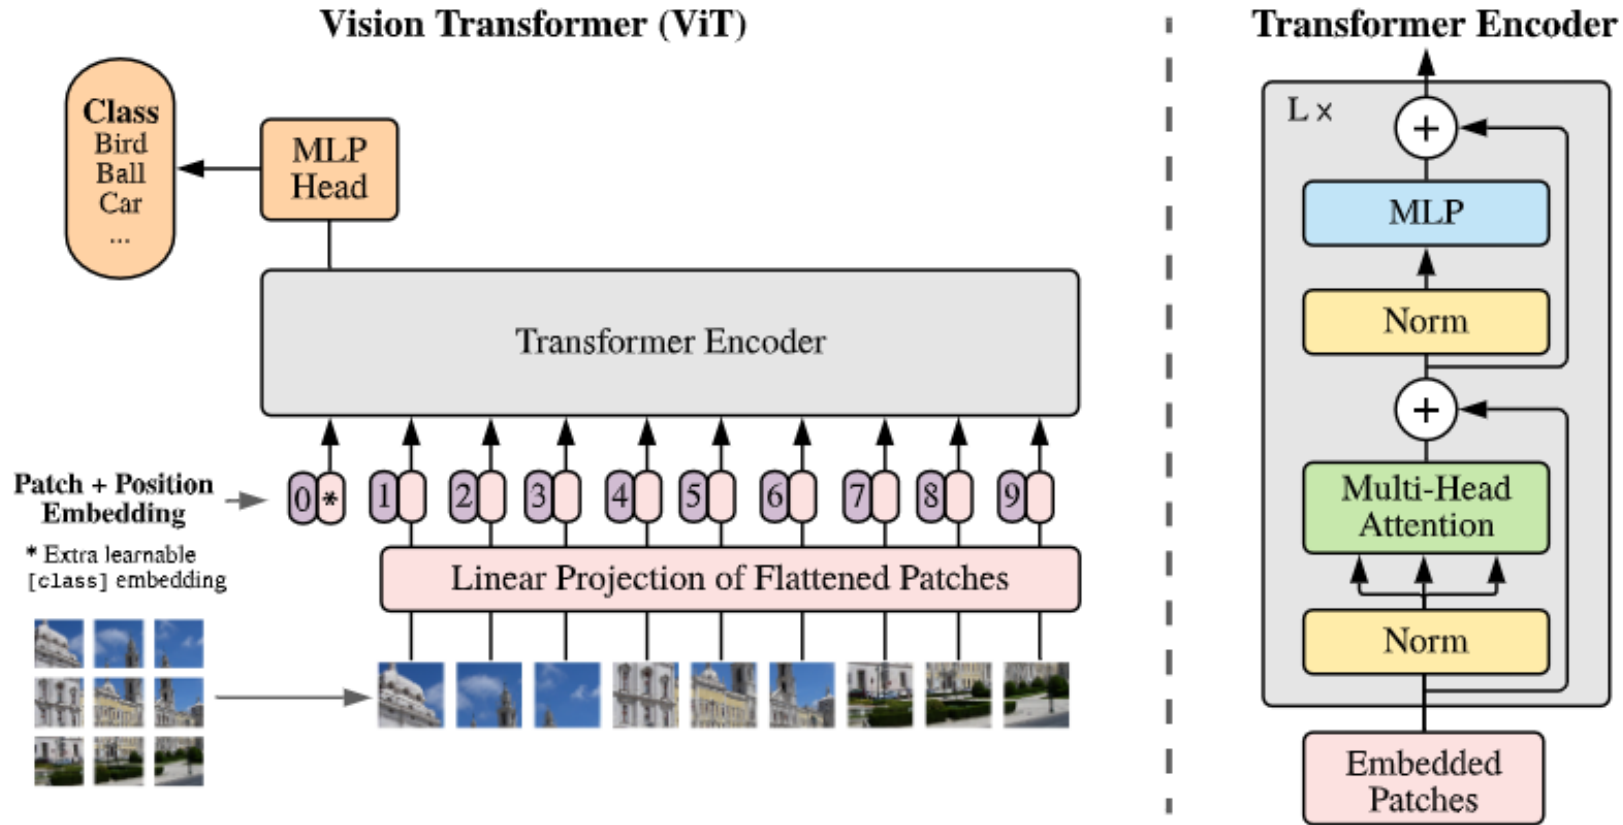 Vision Transformer (ViT)
Class
Bird
Ball
Car
...
MLP
Head
Transformer Encoder
Patch + Position
Embedding
* Extra learnable
[class] embedding
0 * 1 2 3 4 5 6 7 8 9
Linear Projection of Flattened Patches
Transformer Encoder
L ×
+
MLP
Norm
+
Multi-Head
Attention
Norm
Embedded
Patches